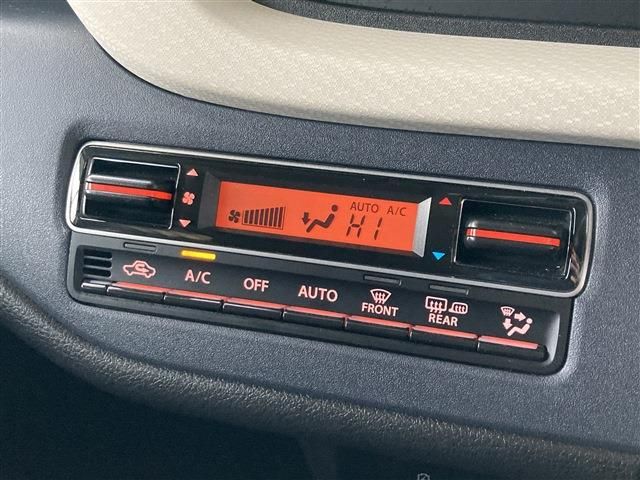 AUTO A/C
HI
A/C
OFF
AUTO
FRONT
REAR